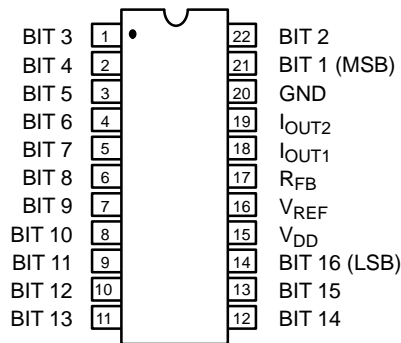 BIT 3 1 22 BIT 2
BIT 4 2 21 BIT 1 (MSB)
BIT 5 3 20 GND
BIT 6 4 19 IOUT2
BIT 7 5 18 IOUT1
BIT 8 6 17 RFB
BIT 9 7 16 VREF
BIT 10 8 15 VDD
BIT 11 9 14 BIT 16 (LSB)
BIT 12 10 13 BIT 15
BIT 13 11 12 BIT 14